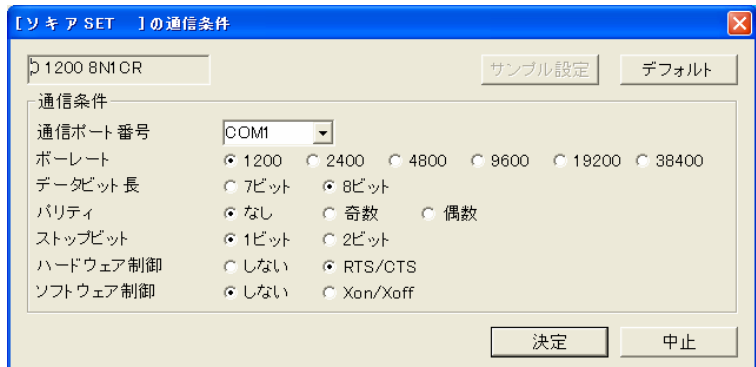 [ソキアSET　]の通信条件
0 1200 8N1CR
サンプル設定 デフォルト
通信条件
通信ポート番号 COM1
ボーレート 1200 2400 4800 9600 19200 38400
データビット長 7ビット 8ビット
パリティ なし 奇数 偶数
ストップビット 1ビット 2ビット
ハードウェア制御 しない RTS/CTS
ソフトウェア制御 しない Xon/Xoff
決定 中止